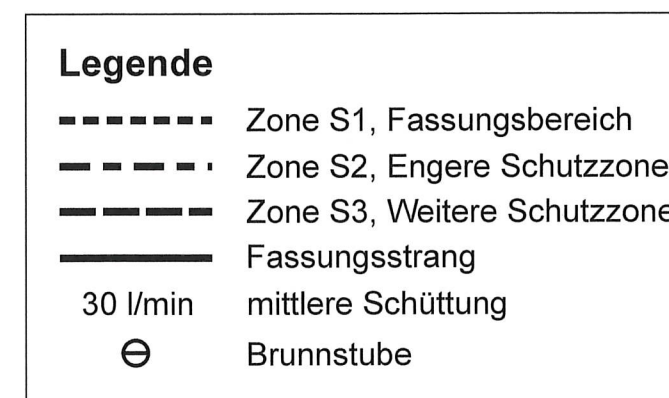 Legende
Zone S1, Fassungsbereich
Zone S2, Engere Schutzzone
Zone S3, Weitere Schutzzone
Fassungsstrang
30 l/min mittlere Schüttung
Brunnstube